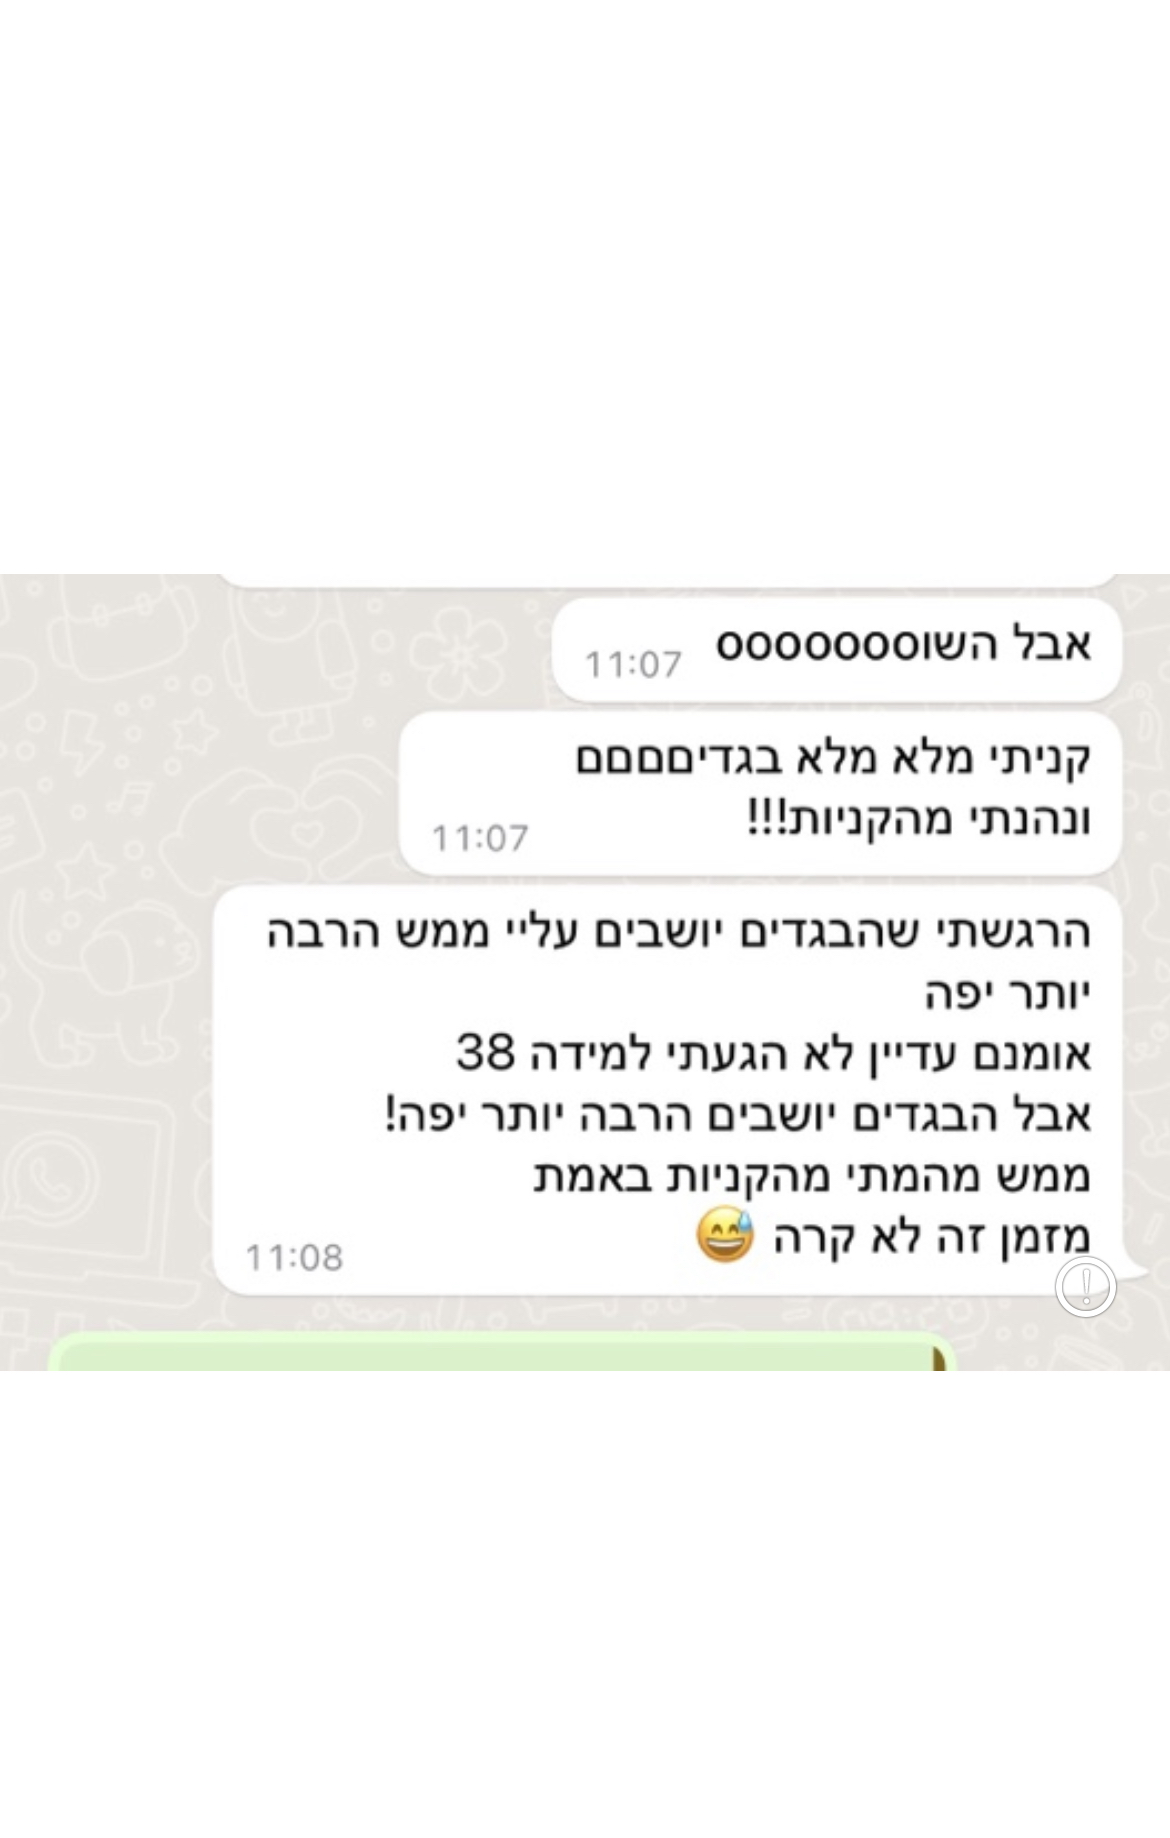 אבל השוססססססס
11:07
קניתי מלא מלא בגדיםםםם
ונהנתי מהקניות!!!
11:07
הרגשתי שהבגדים יושבים עליי ממש הרבה
יותר יפה
אומנם עדיין לא הגעתי למידה 38
אבל הבגדים יושבים הרבה יותר יפה!
ממש מהמתי מהקניות באמת
מזמן זה לא קרה 😅
11:08